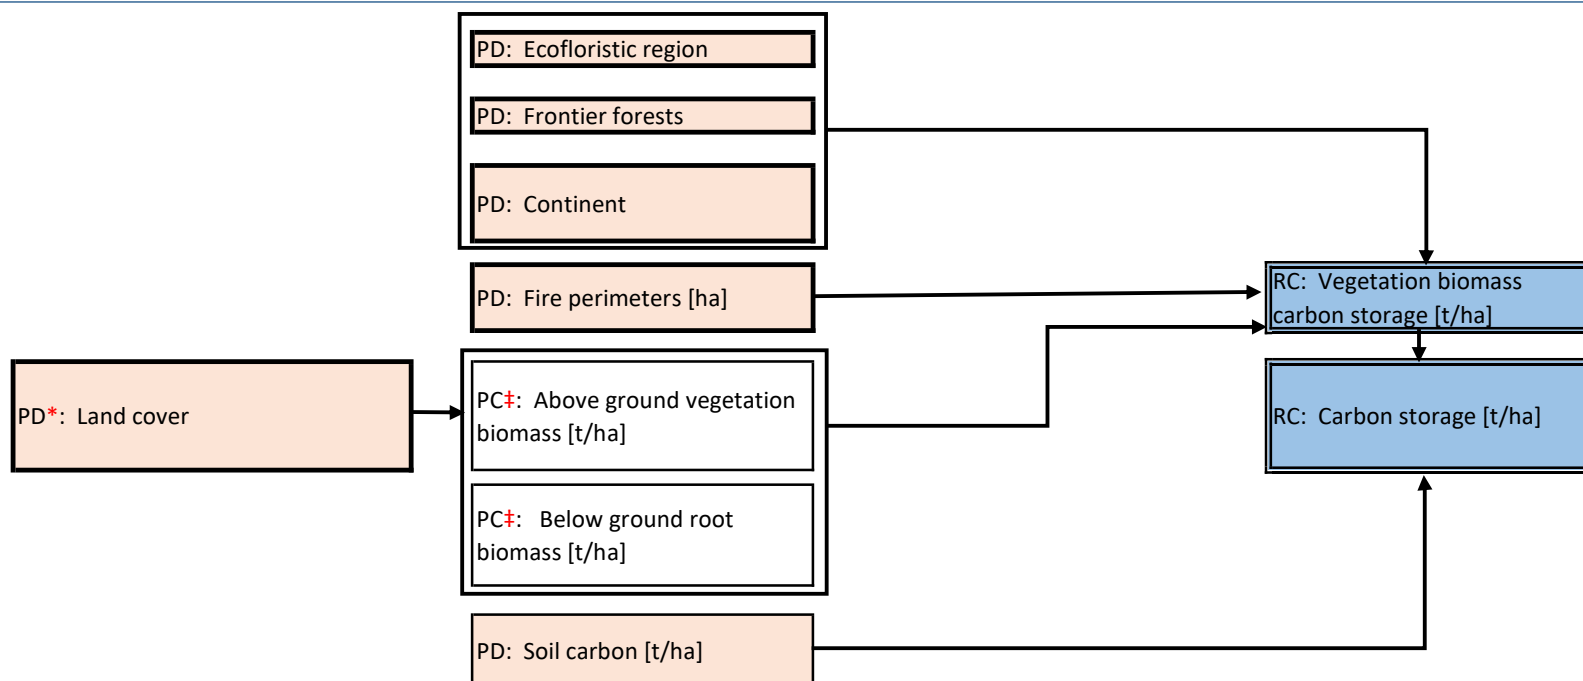 PD: Ecofloristic region
PD: Frontier forests
PD: Continent
PD: Fire perimeters [ha]
RC: Vegetation biomass
carbon storage [t/ha]
PD*: Land cover
PC‡: Above ground vegetation
biomass [t/ha]
RC: Carbon storage [t/ha]
PC‡: Below ground root
biomass [t/ha]
PD: Soil carbon [t/ha]